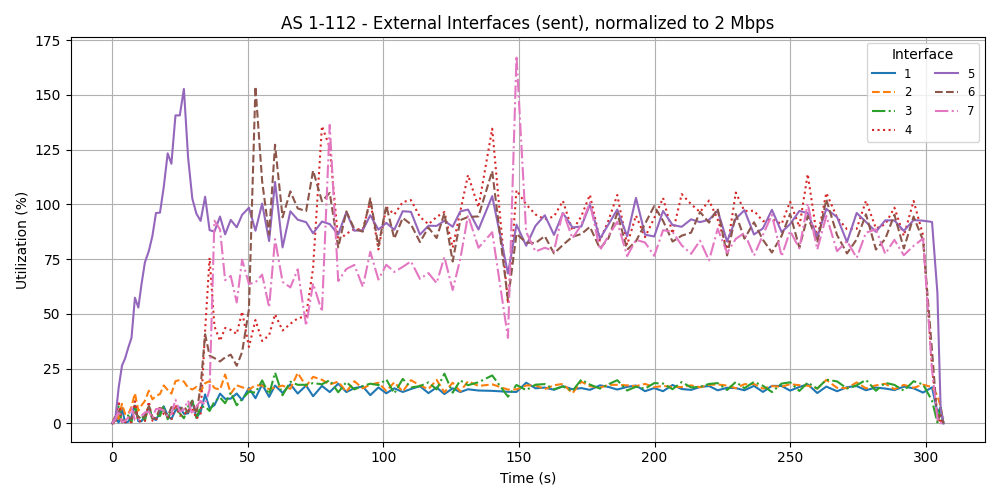 AS 1-112 - External Interfaces (sent), normalized to 2 Mbps
Utilization (%)
175
150
125
100
75
50
25
0
0 50 100 150 200 250 300
Time (s)
Interface
1 5
2 6
3 7
4